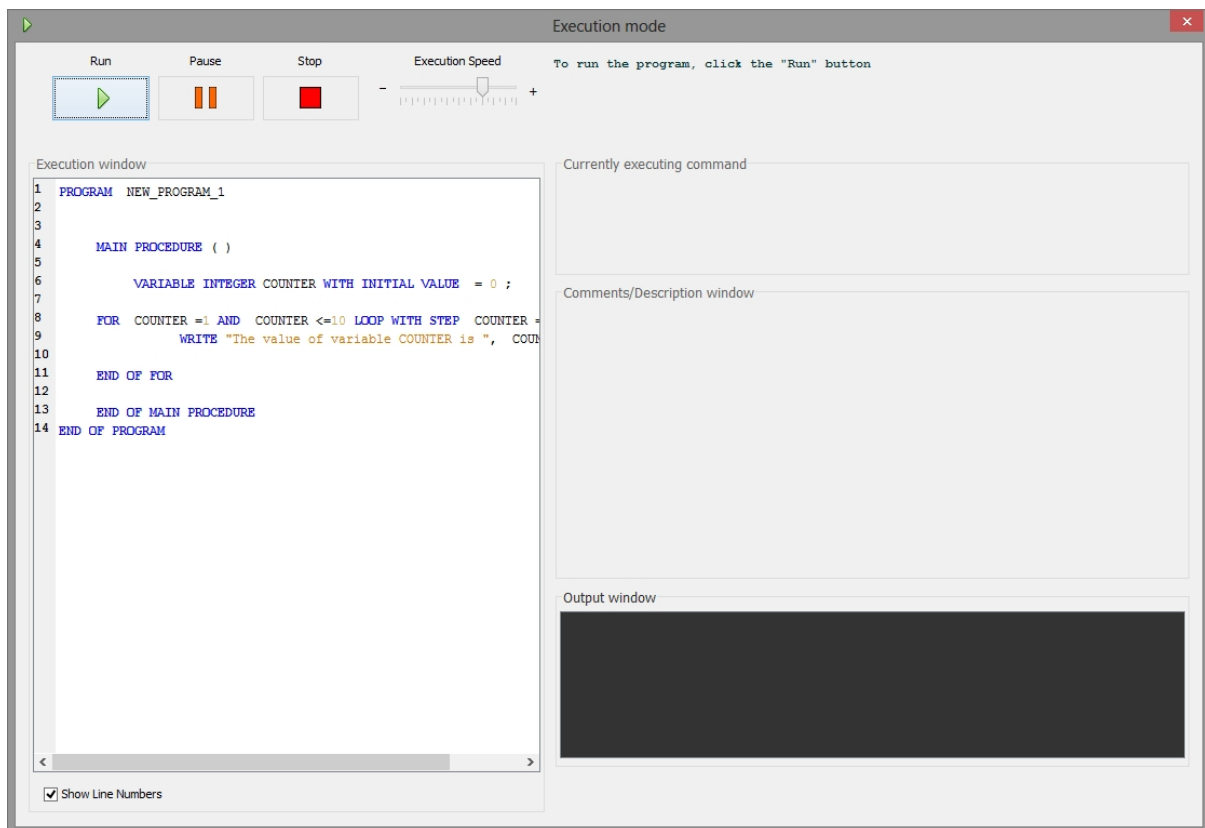 Execution mode
Run Pause Stop Execution Speed
- +
To run the program, click the "Run" button
Execution window
1 PROGRAM NEW_PROGRAM_1
2
3
4 MAIN PROCEDURE ( )
5
6 VARIABLE INTEGER COUNTER WITH INITIAL VALUE = 0 ;
7
8 FOR COUNTER =1 AND COUNTER <=10 LOOP WITH STEP COUNTER =
9 WRITE "The value of variable COUNTER is ", COUN
10
11 END OF FOR
12
13 END OF MAIN PROCEDURE
14 END OF PROGRAM
Show Line Numbers
Currently executing command
Comments/Description window
Output window